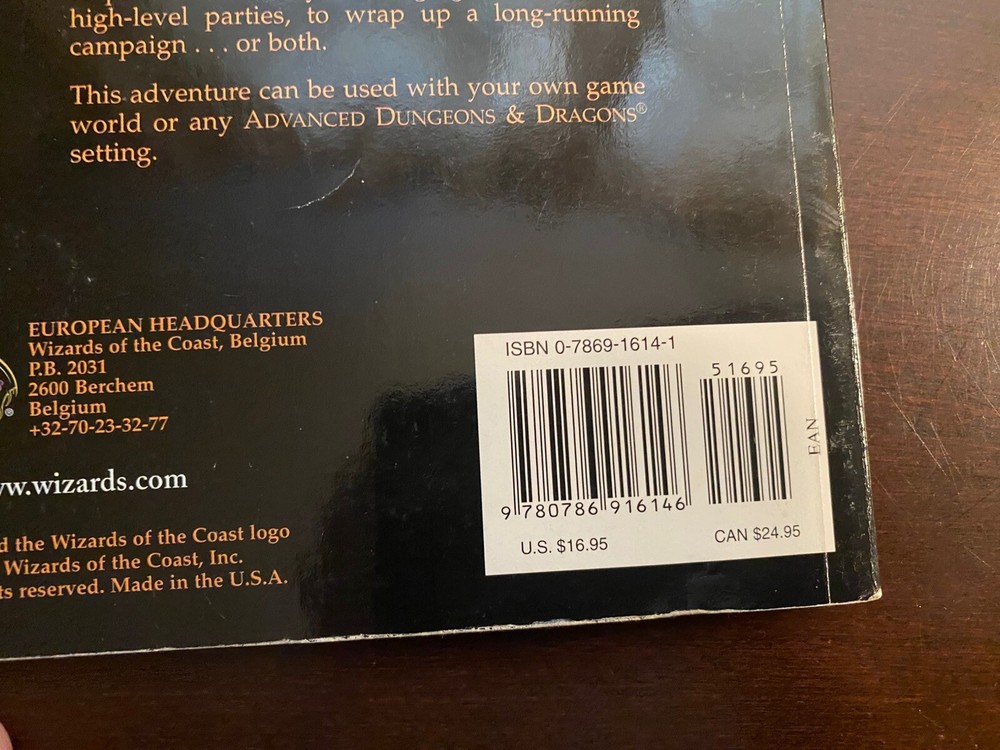 high-level parties, to wrap up a long-running
campaign . . . or both.
This adventure can be used with your own game
world or any ADVANCED DUNGEONS & DRAGONS®
setting.
EUROPEAN HEADQUARTERS
Wizards of the Coast, Belgium
P.B. 2031
2600 Berchem
Belgium
+32-70-23-32-77
w.wizards.com
d the Wizards of the Coast logo
Wizards of the Coast, Inc.
ts reserved. Made in the U.S.A.
ISBN 0-7869-1614-1
51695
9 780786 916146
EAN
U.S. $16.95
CAN $24.95